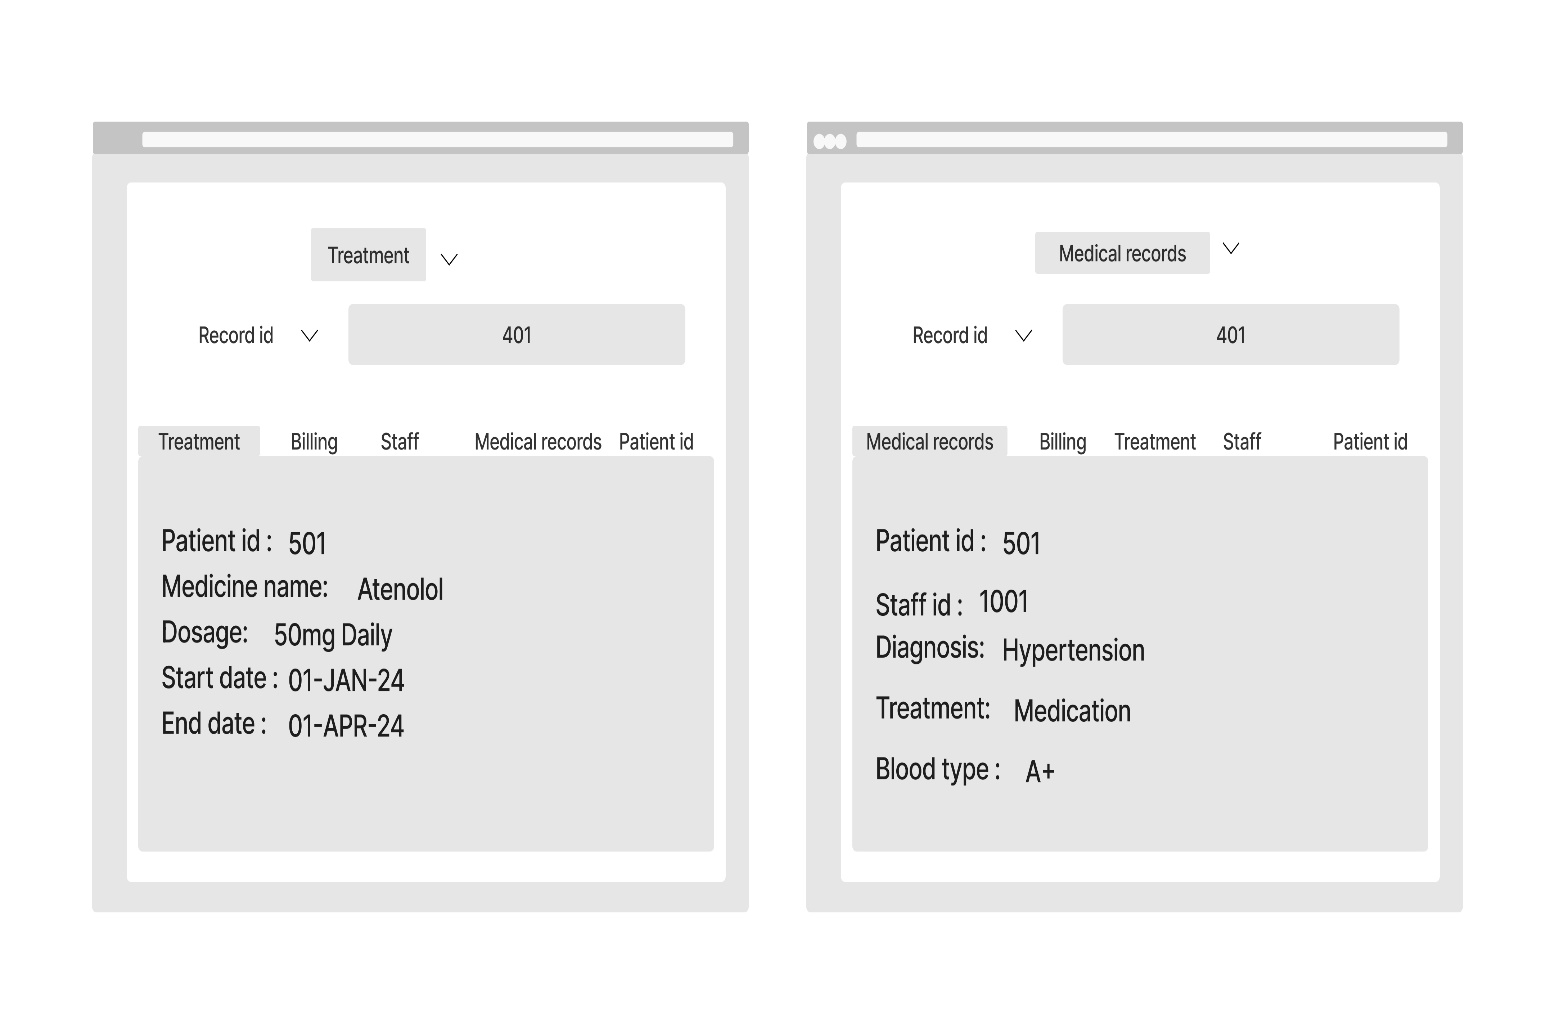 Treatment
Record id 401
Treatment Billing Staff Medical records Patient id
Patient id : 501
Medicine name: Atenolol
Dosage: 50mg Daily
Start date : 01-JAN-24
End date : 01-APR-24
Medical records
Record id 401
Medical records Billing Treatment Staff Patient id
Patient id : 501
Staff id : 1001
Diagnosis: Hypertension
Treatment: Medication
Blood type : A+